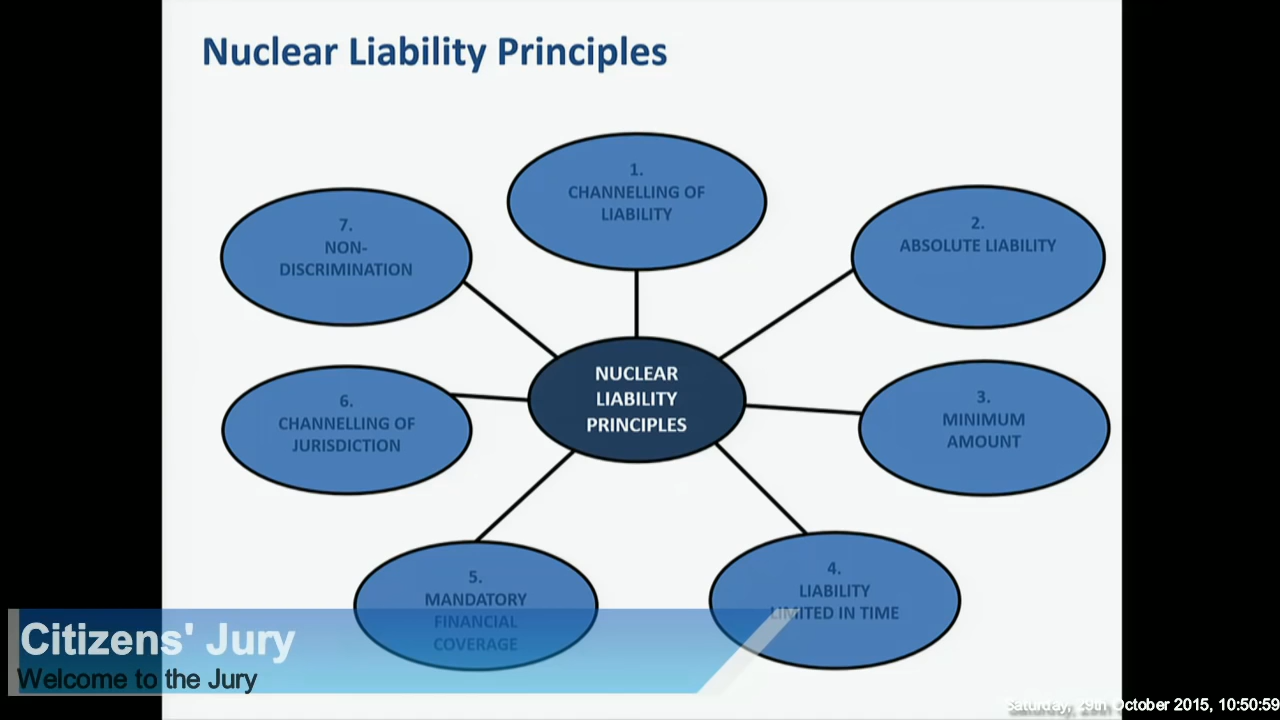 Nuclear Liability Principles
1.
CHANNELLING OF
LIABILITY
2.
ABSOLUTE LIABILITY
3.
MINIMUM
AMOUNT
4.
LIABILITY
LIMITED IN TIME
5.
MANDATORY
FINANCIAL
COVERAGE
6.
CHANNELLING OF
JURISDICTION
7.
NON-
DISCRIMINATION
NUCLEAR
LIABILITY
PRINCIPLES
Citizens' Jury
Welcome to the Jury
Saturday, 29th October 2015, 10:50:59